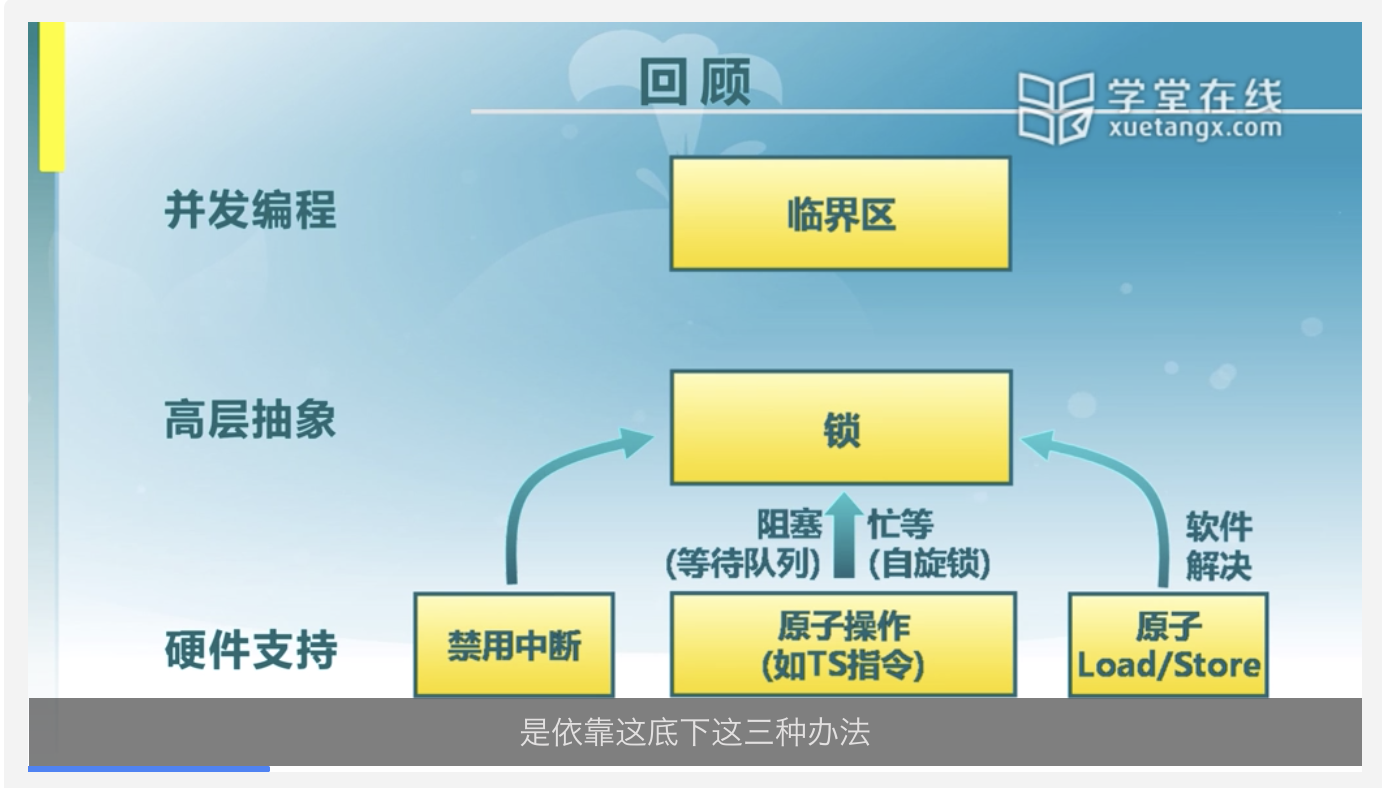 回顾
学堂在线
xuetangx.com
并发编程
临界区
高层抽象
锁
阻塞
(等待队列)
忙等
(自旋锁)
软件
解决
硬件支持
禁用中断
原子操作
(如TS指令)
原子
Load/Store
是依靠这底下这三种办法